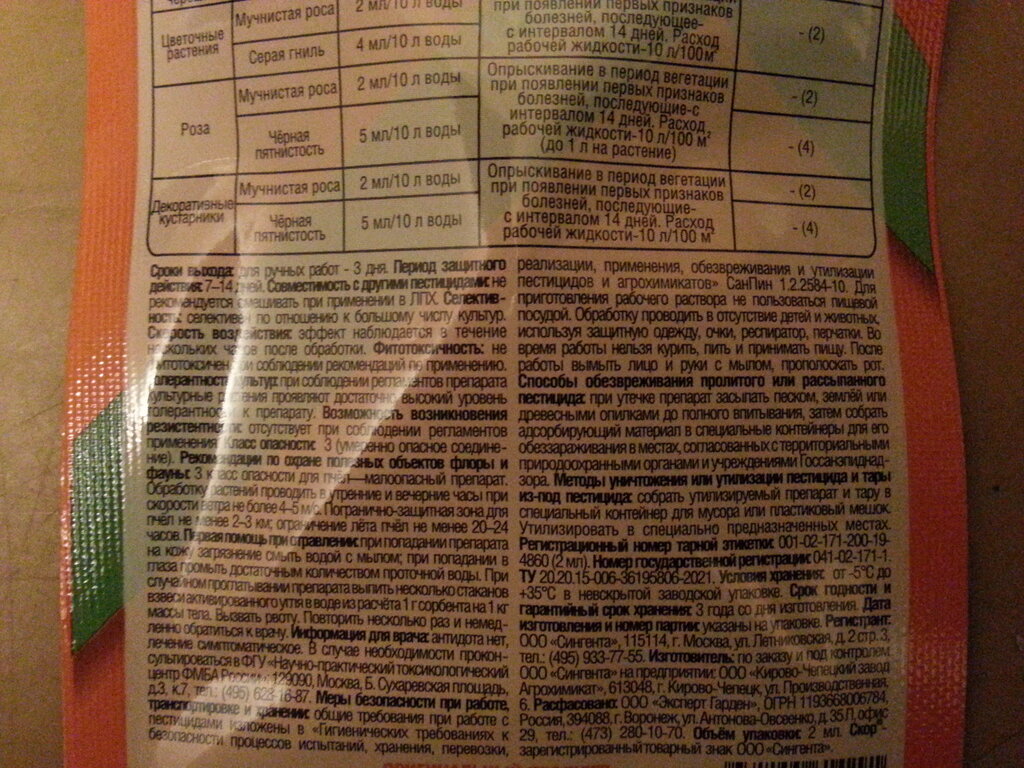 Мучнистая роса
2 мл/10 л воды
при появлении первых признаков
болезней, последующее-
с интервалом 14 дней. Расход
рабочей жидкости-10 л/100м²
- (2)
Цветочные
растения
Серая гниль
4 мл/10 л воды
Роза
Мучнистая роса
2 мл/10 л воды
Опрыскивание в период вегетации
при появлении первых признаков
болезней, последующие-с
интервалом 14 дней. Расход
рабочей жидкости-10 л/100 м²
(до 1 л на растение)
- (2)
Чёрная
пятнистость
5 мл/10 л воды
- (4)
Декоративные
кустарники
Мучнистая роса
2 мл/10 л воды
Опрыскивание в период вегетации
при появлении первых признаков
болезней, последующие-
с интервалом 14 дней. Расход
рабочей жидкости-10 л/100 м²
- (2)
Чёрная
пятнистость
5 мл/10 л воды
- (4)
Сроки выхода: для ручных работ - 3 дня. Период защитного
действия: 7–14 дней. Совместимость с другими пестицидами: не
рекомендуется смешивать при применении в ЛПХ. Селектив-
ность: селективен по отношению к большому числу культур.
Скорость воздействия: эффект наблюдается в течение
нескольких часов после обработки. Фитотоксичность: не
фитотоксичен при соблюдении рекомендаций по применению.
Толерантность культур: при соблюдении регламентов препарата
культурные растения проявляют достаточно высокий уровень
толерантности к препарату. Возможность возникновения
резистентности: отсутствует при соблюдении регламентов
применения. Класс опасности: 3 (умеренно опасное соедине-
ние). Рекомендации по охране полезных объектов флоры и
фауны: 3 класс опасности для пчёл—малоопасный препарат.
Обработку растений проводить в утренние и вечерние часы при
скорости ветра не более 4–5 м/с. Погранично-защитная зона для
пчёл не менее 2–3 км; ограничение лёта пчёл не менее 20–24
часов. Первая помощь при отравлении: при попадании препарата
на кожу загрязнение смыть водой с мылом; при попадании в
глаза промыть достаточным количеством проточной воды. При
случайном проглатывании препарата выпить несколько стаканов
взвеси активированного угля в воде из расчёта 1 г сорбента на 1 кг
массы тела. Вызвать рвоту. Повторить несколько раз и немед-
ленно обратиться к врачу. Информация для врача: антидота нет,
лечение симптоматическое. В случае необходимости прокон-
сультироваться в ФГУ «Научно-практический токсикологический
центр ФМБА России»: 129090, Москва, Б. Сухаревская площадь,
д.3, к.7, тел.: (495) 628-16-87. Меры безопасности при работе,
транспортировке и хранении: общие требования при работе с
пестицидами изложены в «Гигиенических требованиях к
безопасности процессов испытаний, хранения, перевозки,
реализации, применения, обезвреживания и утилизации
пестицидов и агрохимикатов» СанПин 1.2.2584-10. Для
приготовления рабочего раствора не пользоваться пищевой
посудой. Обработку проводить в отсутствие детей и животных,
используя защитную одежду, очки, респиратор, перчатки. Во
время работы нельзя курить, пить и принимать пищу. После
работы вымыть лицо и руки с мылом, прополоскать рот.
Способы обезвреживания пролитого или рассыпанного
пестицида: при утечке препарат засыпать песком, землёй или
древесными опилками до полного впитывания, затем собрать
адсорбирующий материал в специальные контейнеры для его
обеззараживания в местах, согласованных с территориальными
природоохранными органами и учреждениями Госсанэпиднад-
зора. Методы уничтожения или утилизации пестицида и тары
из-под пестицида: собрать утилизируемый препарат и тару в
специальный контейнер для мусора или пластиковый мешок.
Утилизировать в специально предназначенных местах.
Регистрационный номер тарной этикетки: 001-02-171-200-19-
4860 (2 мл). Номер государственной регистрации: 041-02-171-1.
ТУ 20.20.15-006-36195806-2021. Условия хранения: от -5°С до
+35°С в невскрытой заводской упаковке. Срок годности и
гарантийный срок хранения: 3 года со дня изготовления. Дата
изготовления и номер партии: указаны на упаковке. Регистрант:
ООО «Сингента», 115114, г. Москва, ул. Летниковская, д. 2 стр. 3,
тел.: (495) 933-77-55. Изготовитель: по заказу и под контролем
ООО «Сингента» на предприятии: ООО «Кирово-Чепецкий завод
Агрохимикат», 613048, г. Кирово-Чепецк, ул. Производственная,
6. Расфасовано: ООО «Эксперт Гарден», ОГРН 1193668006784,
Россия, 394088, г. Воронеж, ул. Антонова-Овсеенко, д. 35Л, офис
29, тел.: (473) 280-10-70. Объём упаковки: 2 мл. Скор® -
зарегистрированный товарный знак ООО «Сингента».